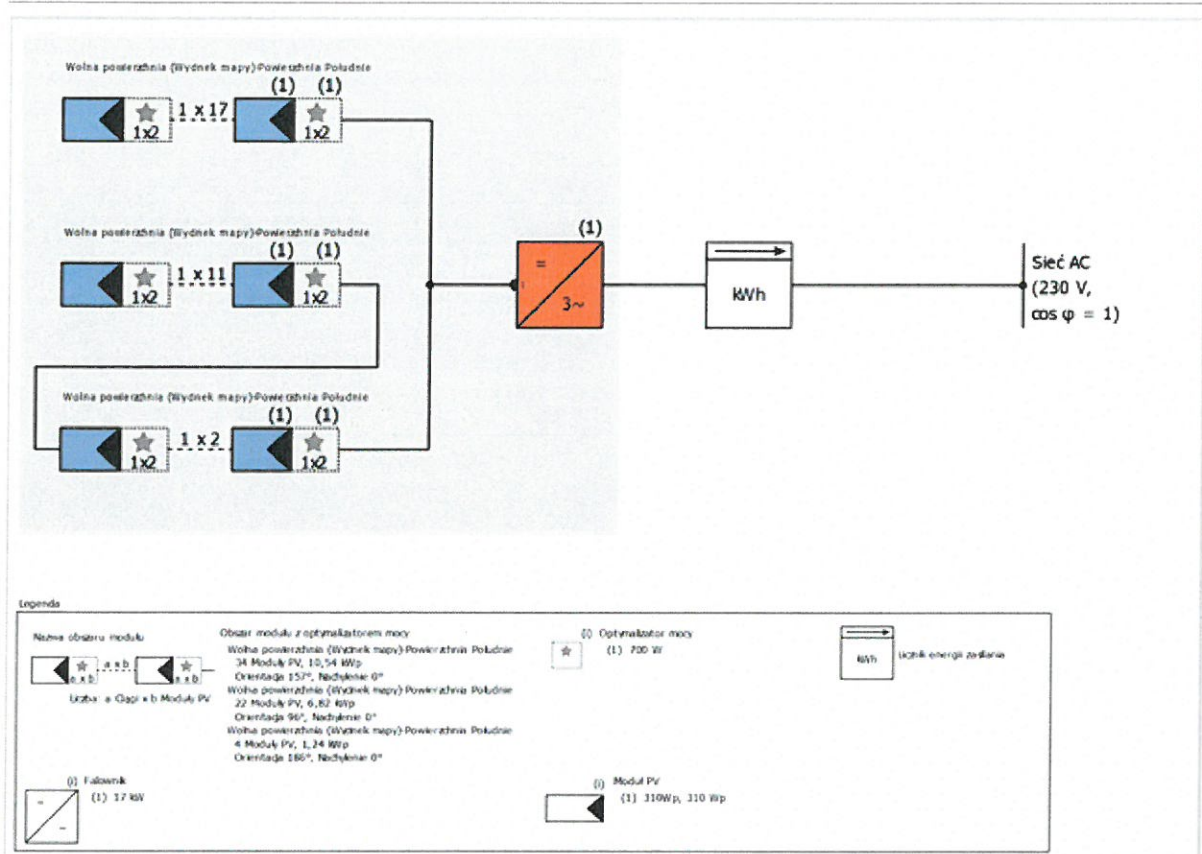 Wolna powierzchnia (Wydnek mapy)-Powierzchnia Południe
(1) (1)
1 x 17
1x2 1x2
Wolna powierzchnia (Wydnek mapy)-Powierzchnia Południe
(1) (1)
1 x 11
1x2 1x2
Wolna powierzchnia (Wydnek mapy)-Powierzchnia Południe
(1) (1)
1 x 2
1x2 1x2
(1)
=
3~
kWh
Sieć AC
(230 V,
cos φ = 1)
Legenda
Nazwa obszaru modułu
a x b
a x b a x b
Liczba: a Ciągi x b Moduły PV
Obszar modułu z optymalizatorem mocy
Wolna powierzchnia (Wydnek mapy)-Powierzchnia Południe
34 Moduły PV, 10,54 kWp
Orientacja 157°, Nachylenie 0°
Wolna powierzchnia (Wydnek mapy)-Powierzchnia Południe
22 Moduły PV, 6,82 kWp
Orientacja 96°, Nachylenie 0°
Wolna powierzchnia (Wydnek mapy)-Powierzchnia Południe
4 Moduły PV, 1,24 kWp
Orientacja 186°, Nachylenie 0°
(i) Optymalizator mocy
(1) 700 W
kWh
Licznik energii zasilania
(i) Falownik
(1) 17 kW
(i) Moduł PV
(1) 310Wp, 310 Wp